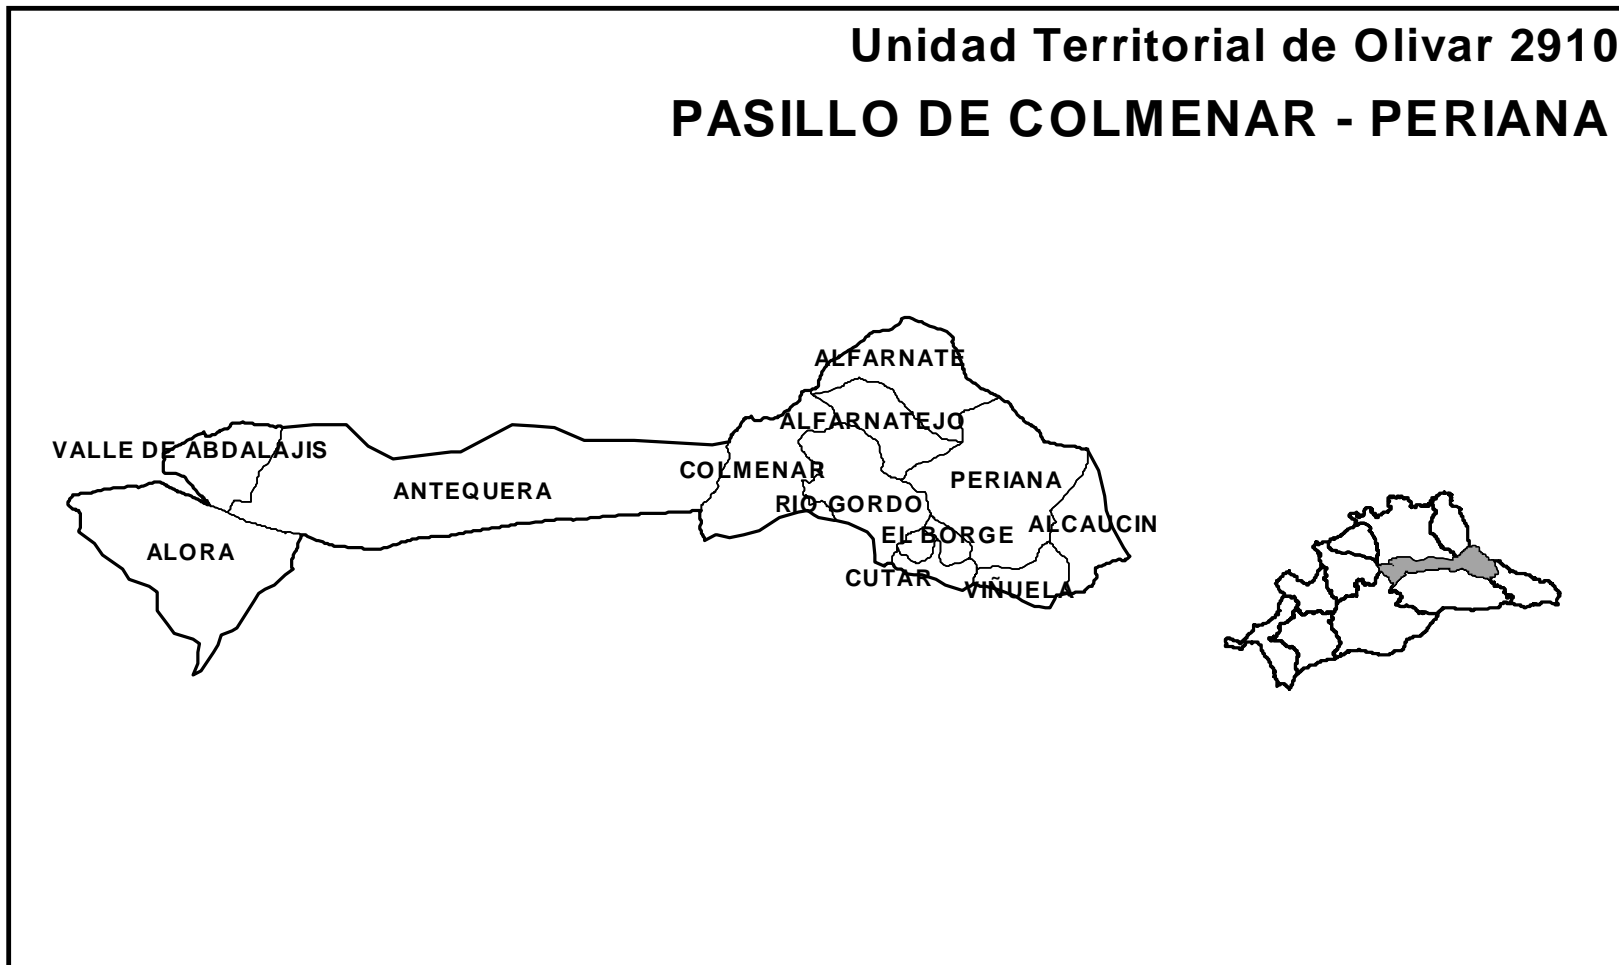 Unidad Territorial de Olivar 2910
PASILLO DE COLMENAR - PERIANA
ALFARNATE
ALFARNATEJO
VALLE DE ABDALAJIS
COLMENAR
PERIANA
ANTEQUERA
RIO GORDO
ALCAUCIN
EL BORGE
ALORA
CUTAR
VIÑUELA